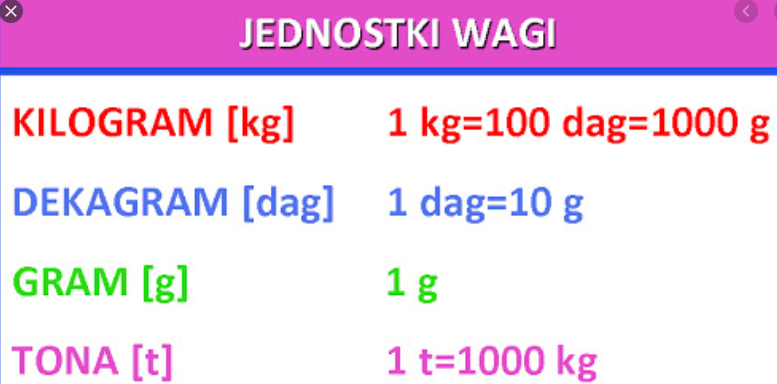 JEDNOSTKI WAGI
KILOGRAM [kg] 1 kg=100 dag=1000 g
DEKAGRAM [dag] 1 dag=10 g
GRAM [g] 1 g
TONA [t] 1 t=1000 kg